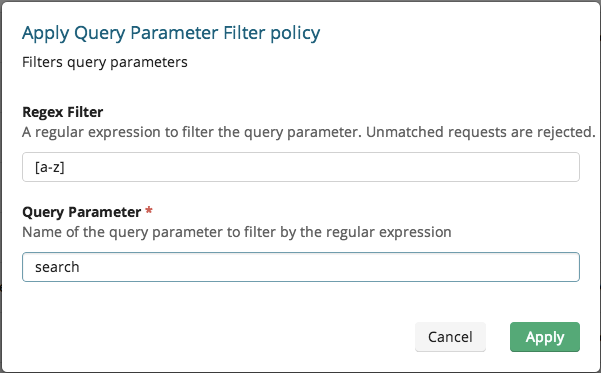 Apply Query Parameter Filter policy
Filters query parameters
Regex Filter
A regular expression to filter the query parameter. Unmatched requests are rejected.
[a-z]
Query Parameter *
Name of the query parameter to filter by the regular expression
search
Cancel Apply